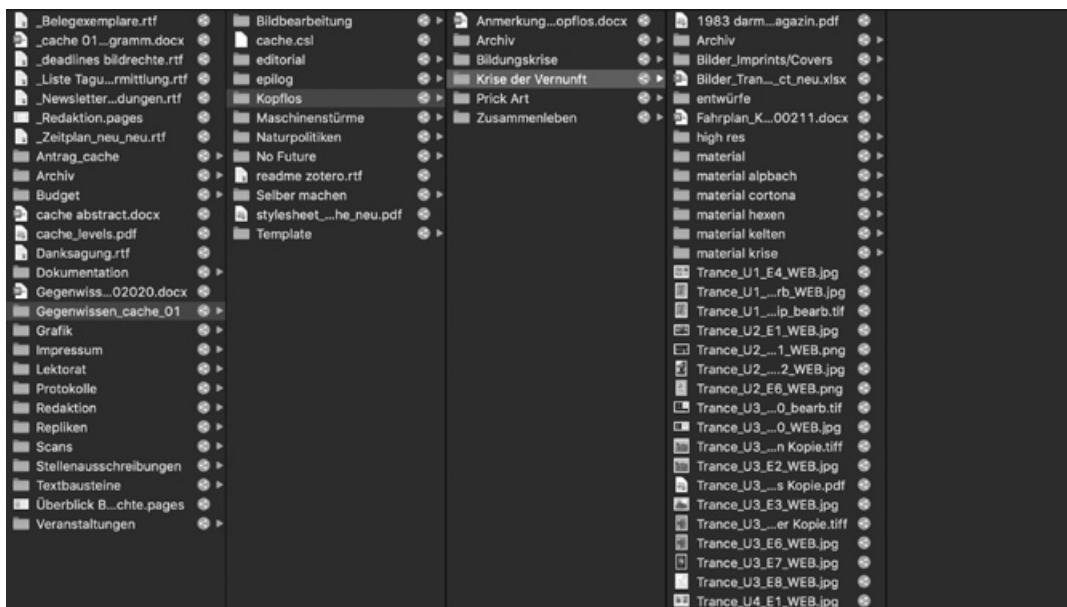 _Belegexemplare.rtf
_cache 01...gramm.docx
_deadlines bildrechte.rtf
_Liste Tagu...rmittlung.rtf
_Newsletter...dungen.rtf
_Redaktion.pages
_Zeitplan_neu_neu.rtf
Antrag_cache
Archiv
Budget
cache abstract.docx
cache_levels.pdf
Danksagung.rtf
Dokumentation
Gegenwiss...02020.docx
Gegenwissen_cache_01
Grafik
Impressum
Lektorat
Protokolle
Redaktion
Repliken
Scans
Stellenausschreibungen
Textbausteine
Überblick B...chte.pages
Veranstaltungen
Bildbearbeitung
cache.csl
editorial
epilog
Kopflos
Maschinenstürme
Naturpolitiken
No Future
readme zotero.rtf
Selber machen
stylesheet_...he_neu.pdf
Template
Anmerkung...opflos.docx
Archiv
Bildungskrise
Krise der Vernunft
Prick Art
Zusammenleben
1983 darm...agazin.pdf
Archiv
Bilder_Imprints/Covers
Bilder_Tran..._ct_neu.xlsx
entwürfe
Fahrplan_K...00211.docx
high res
material
material alpbach
material cortona
material hexen
material kelten
material krise
Trance_U1_E4_WEB.jpg
Trance_U1_...rb_WEB.jpg
Trance_U1_...ip_bearb.tif
Trance_U2_E1_WEB.jpg
Trance_U2_...1_WEB.png
Trance_U2_....2_WEB.jpg
Trance_U2_E6_WEB.png
Trance_U3_...0_bearb.tif
Trance_U3_...0_WEB.jpg
Trance_U3_...n Kopie.tiff
Trance_U3_E2_WEB.jpg
Trance_U3_...s Kopie.pdf
Trance_U3_E3_WEB.jpg
Trance_U3_...er Kopie.tiff
Trance_U3_E6_WEB.jpg
Trance_U3_E7_WEB.jpg
Trance_U3_E8_WEB.jpg
Trance_U4_E1_WEB.jpg